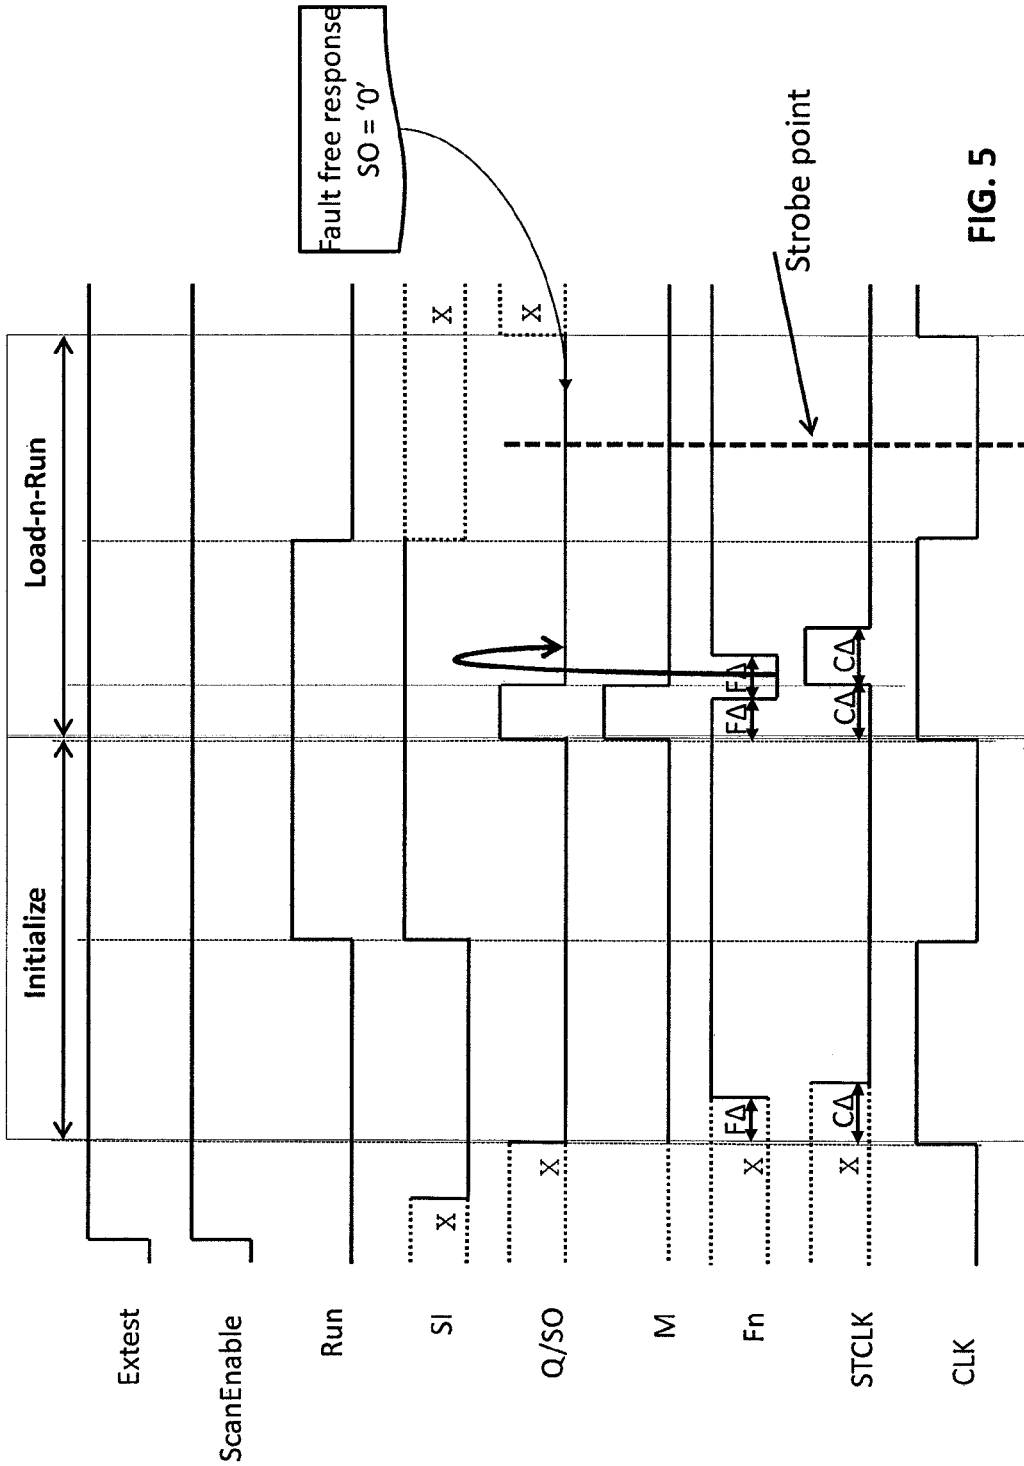 Initialize
Load-n-Run
Extest
ScanEnable
Run
SI
X
X
Q/SO
X
X
M
Fn
X
FΔ
FΔ
FΔ
STCLK
X
CΔ
CΔ
CΔ
CLK
Fault free response
SO = ‘0’
Strobe point
FIG. 5